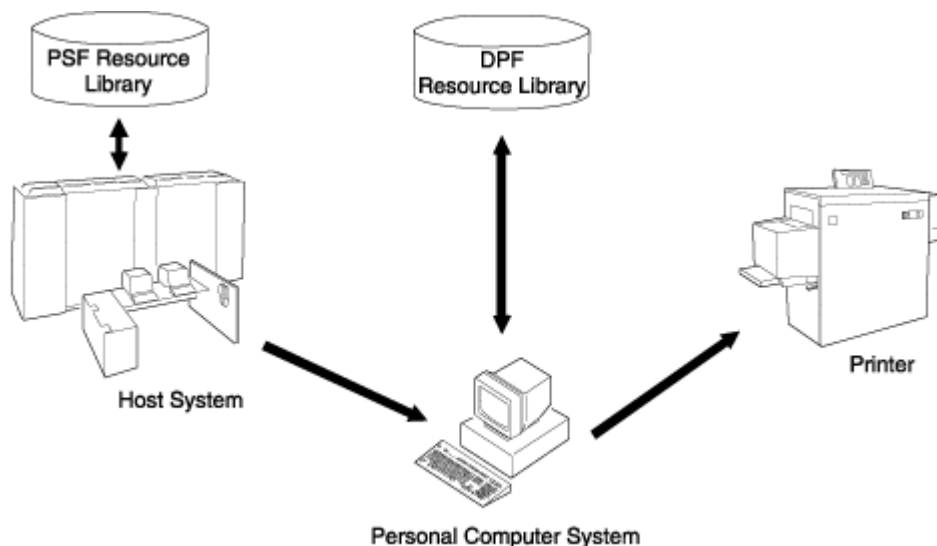 PSF Resource
Library
DPF
Resource Library
Host System
Printer
Personal Computer System